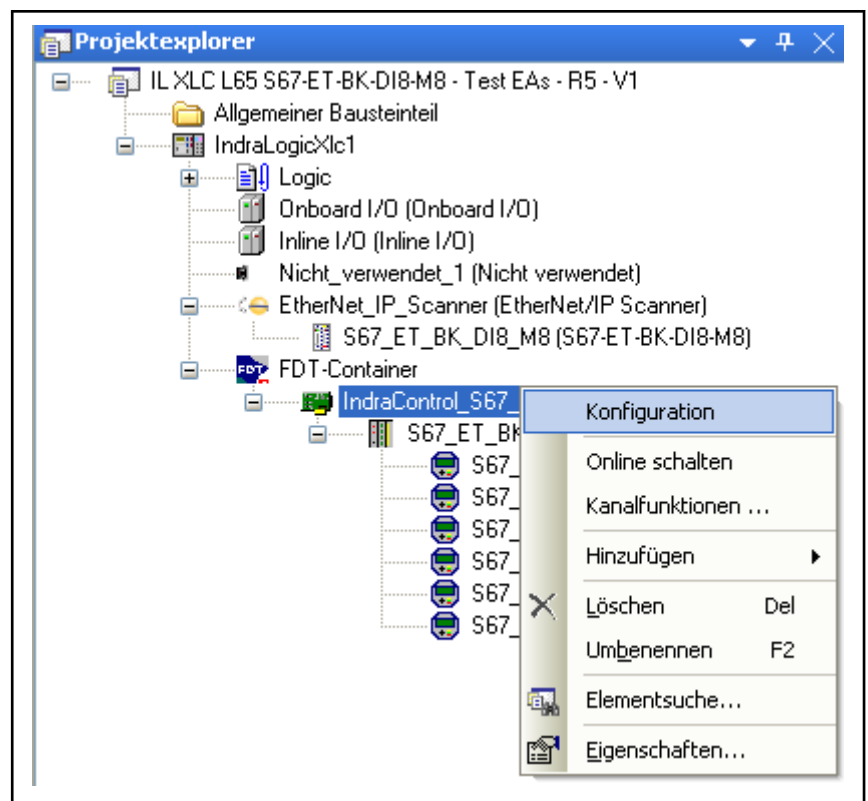 Projektexplorer
IL XLC L65 S67-ET-BK-DI8-M8 - Test EAs - R5 - V1
Allgemeiner Bausteinteil
IndraLogicXlc1
Logic
Onboard I/O (Onboard I/O)
Inline I/O (Inline I/O)
Nicht_verwendet_1 (Nicht verwendet)
EtherNet_IP_Scanner (EtherNet/IP Scanner)
S67_ET_BK_DI8_M8 (S67-ET-BK-DI8-M8)
FDT FDT-Container
IndraControl_S67_
S67_ET_BK
S67_
S67_
S67_
S67_
S67_
S67_
Konfiguration
Online schalten
Kanalfunktionen ...
Hinzufügen
Löschen Del
Umbenennen F2
Elementsuche...
Eigenschaften...